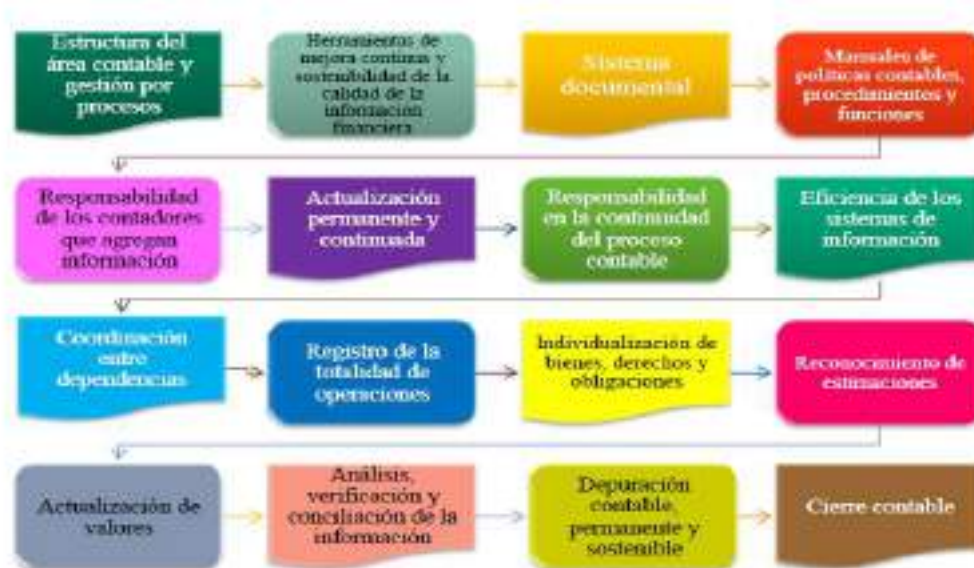 Estructura del
área contable y
gestión por
procesos
Herramientas de
mejora continua y
sostenibilidad de la
calidad de la
información
financiera
Sistema
documental
Manuales de
políticas contables,
procedimientos y
funciones
Responsabilidad
de los contadores
que agregan
información
Actualización
permanente y
continuada
Responsabilidad
en la continuidad
del proceso
contable
Eficiencia de los
sistemas de
información
Coordinación
entre
dependencias
Registro de la
totalidad de
operaciones
Individualización de
bienes, derechos y
obligaciones
Reconocimiento de
estimaciones
Actualización de
valores
Análisis,
verificación y
conciliación de la
información
Depuración
contable,
permanente y
sostenible
Cierre contable